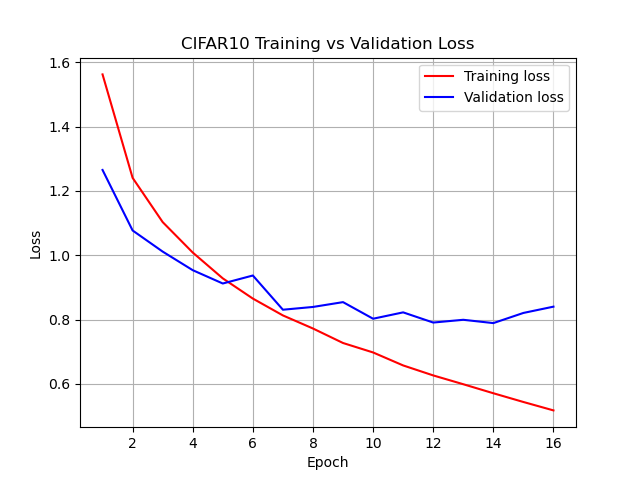 CIFAR10 Training vs Validation Loss
Training loss
Validation loss
1.6
1.4
1.2
1.0
0.8
0.6
Loss
2 4 6 8 10 12 14 16
Epoch